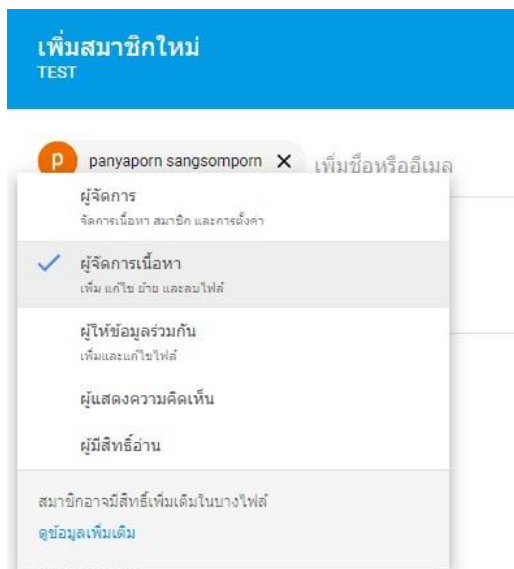 เพิ่มสมาชิกใหม่
TEST
p panyaporn sangsomporn X เพิ่มชื่อหรืออีเมล
ผู้จัดการ
จัดการเนื้อหา สมาชิก และการตั้งค่า
ผู้จัดการเนื้อหา
เพิ่ม แก้ไข ย้าย และลบไฟล์
ผู้ให้ข้อมูลร่วมกัน
เพิ่มและแก้ไขไฟล์
ผู้แสดงความคิดเห็น
ผู้มีสิทธิ์อ่าน
สมาชิกอาจมีสิทธิ์เพิ่มเติมในบางไฟล์
ดูข้อมูลเพิ่มเติม